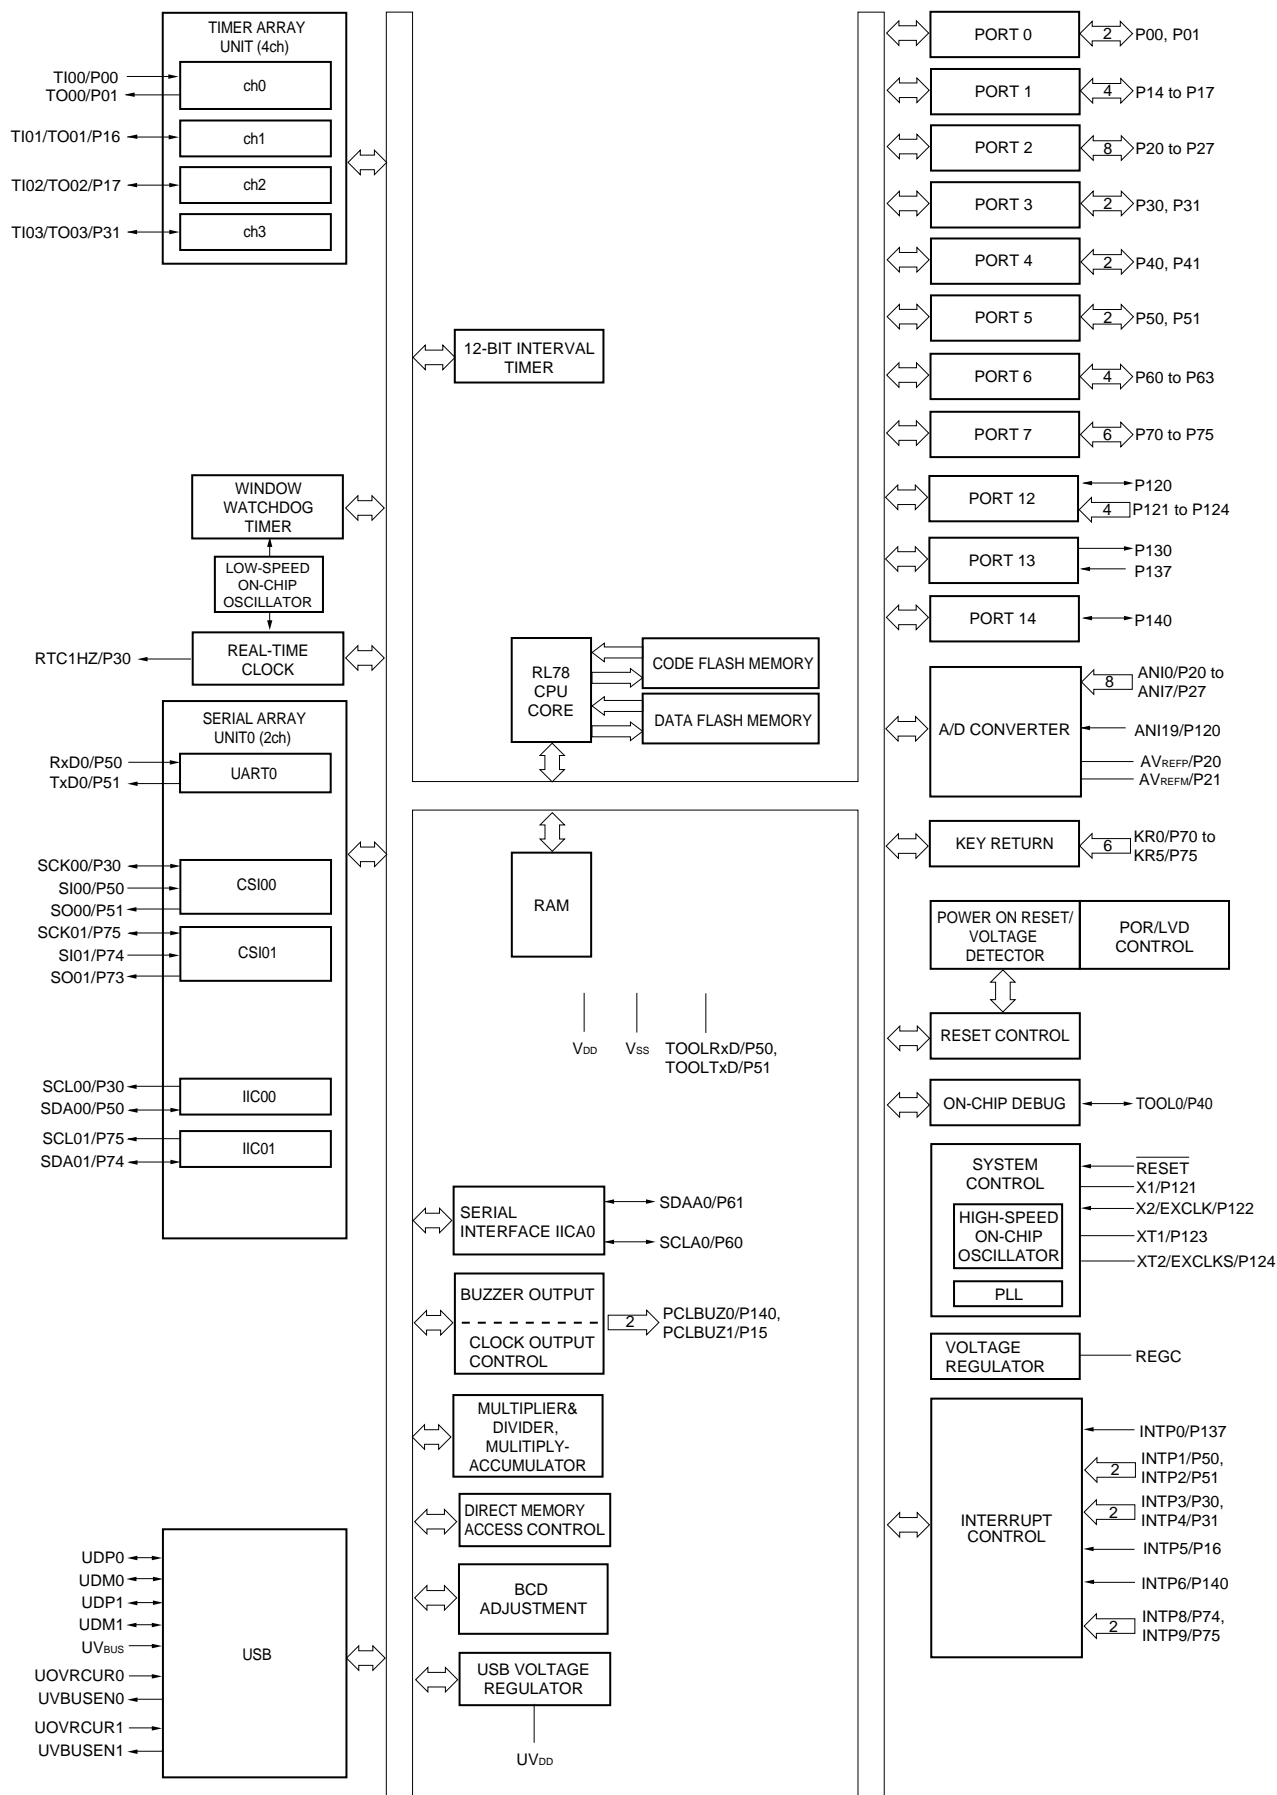 TIMER ARRAY
UNIT (4ch)
TI00/P00
TO00/P01
ch0
TI01/TO01/P16
ch1
TI02/TO02/P17
ch2
TI03/TO03/P31
ch3
12-BIT INTERVAL
TIMER
WINDOW
WATCHDOG
TIMER
LOW-SPEED
ON-CHIP
OSCILLATOR
RTC1HZ/P30
REAL-TIME
CLOCK
SERIAL ARRAY
UNIT0 (2ch)
RxD0/P50
TxD0/P51
UART0
SCK00/P30
SI00/P50
SO00/P51
CSI00
SCK01/P75
SI01/P74
SO01/P73
CSI01
SCL00/P30
SDA00/P50
IIC00
SCL01/P75
SDA01/P74
IIC01
UDP0
UDM0
UDP1
UDM1
UVBUS
UOVRCUR0
UVBUSEN0
UOVRCUR1
UVBUSEN1
USB
RL78
CPU
CORE
CODE FLASH MEMORY
DATA FLASH MEMORY
RAM
VDD
VSS
TOOLRxD/P50,
TOOLTxD/P51
SERIAL
INTERFACE IICA0
SDAA0/P61
SCLA0/P60
BUZZER OUTPUT
CLOCK OUTPUT
CONTROL
2
PCLBUZ0/P140,
PCLBUZ1/P15
MULTIPLIER&
DIVIDER,
MULITIPLY-
ACCUMULATOR
DIRECT MEMORY
ACCESS CONTROL
BCD
ADJUSTMENT
USB VOLTAGE
REGULATOR
UVDD
PORT 0
2
P00, P01
PORT 1
4
P14 to P17
PORT 2
8
P20 to P27
PORT 3
2
P30, P31
PORT 4
2
P40, P41
PORT 5
2
P50, P51
PORT 6
4
P60 to P63
PORT 7
6
P70 to P75
PORT 12
P120
4
P121 to P124
PORT 13
P130
P137
PORT 14
P140
A/D CONVERTER
8
ANI0/P20 to
ANI7/P27
ANI19/P120
AVREFP/P20
AVREFM/P21
KEY RETURN
6
KR0/P70 to
KR5/P75
POWER ON RESET/
VOLTAGE
DETECTOR
POR/LVD
CONTROL
RESET CONTROL
ON-CHIP DEBUG
TOOL0/P40
SYSTEM
CONTROL
HIGH-SPEED
ON-CHIP
OSCILLATOR
PLL
RESET
X1/P121
X2/EXCLK/P122
XT1/P123
XT2/EXCLKS/P124
VOLTAGE
REGULATOR
REGC
INTERRUPT
CONTROL
INTP0/P137
2
INTP1/P50,
INTP2/P51
2
INTP3/P30,
INTP4/P31
INTP5/P16
INTP6/P140
2
INTP8/P74,
INTP9/P75